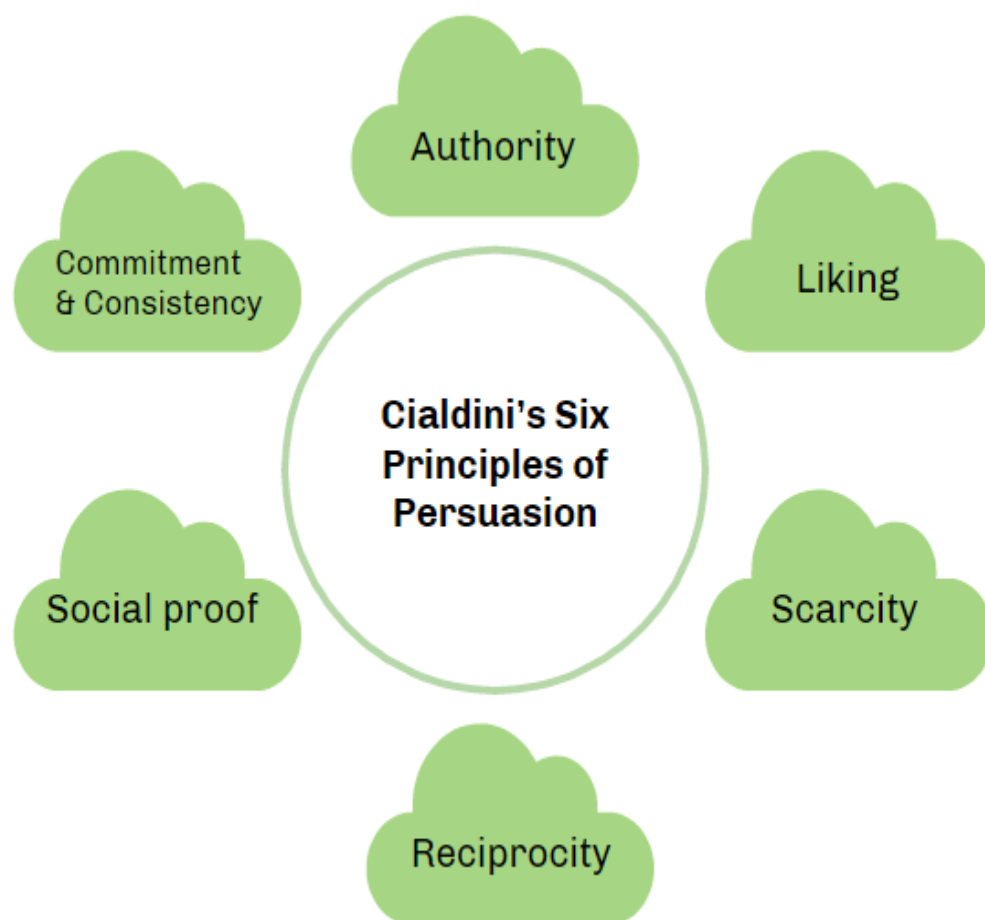 Authority
Commitment
& Consistency
Liking
Cialdini’s Six
Principles of
Persuasion
Social proof
Scarcity
Reciprocity